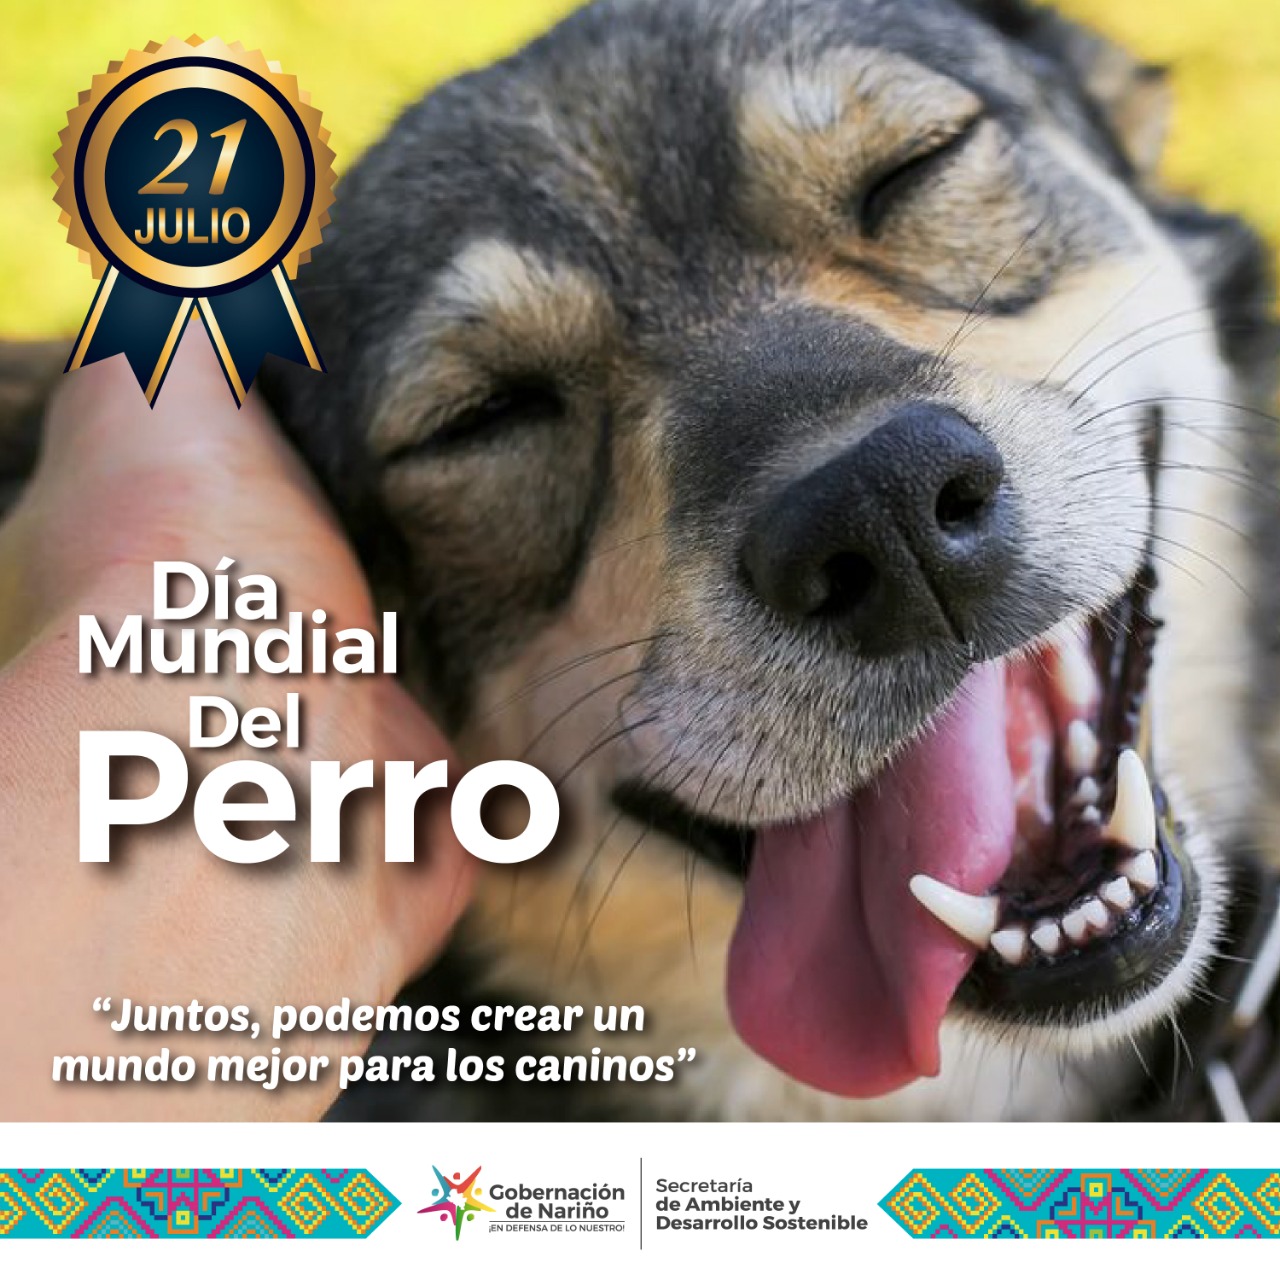 21
JULIO
Día
Mundial
Del
Perro
“Juntos, podemos crear un
mundo mejor para los caninos”
Gobernación
de Nariño
¡EN DEFENSA DE LO NUESTRO!
Secretaría
de Ambiente y
Desarrollo Sostenible